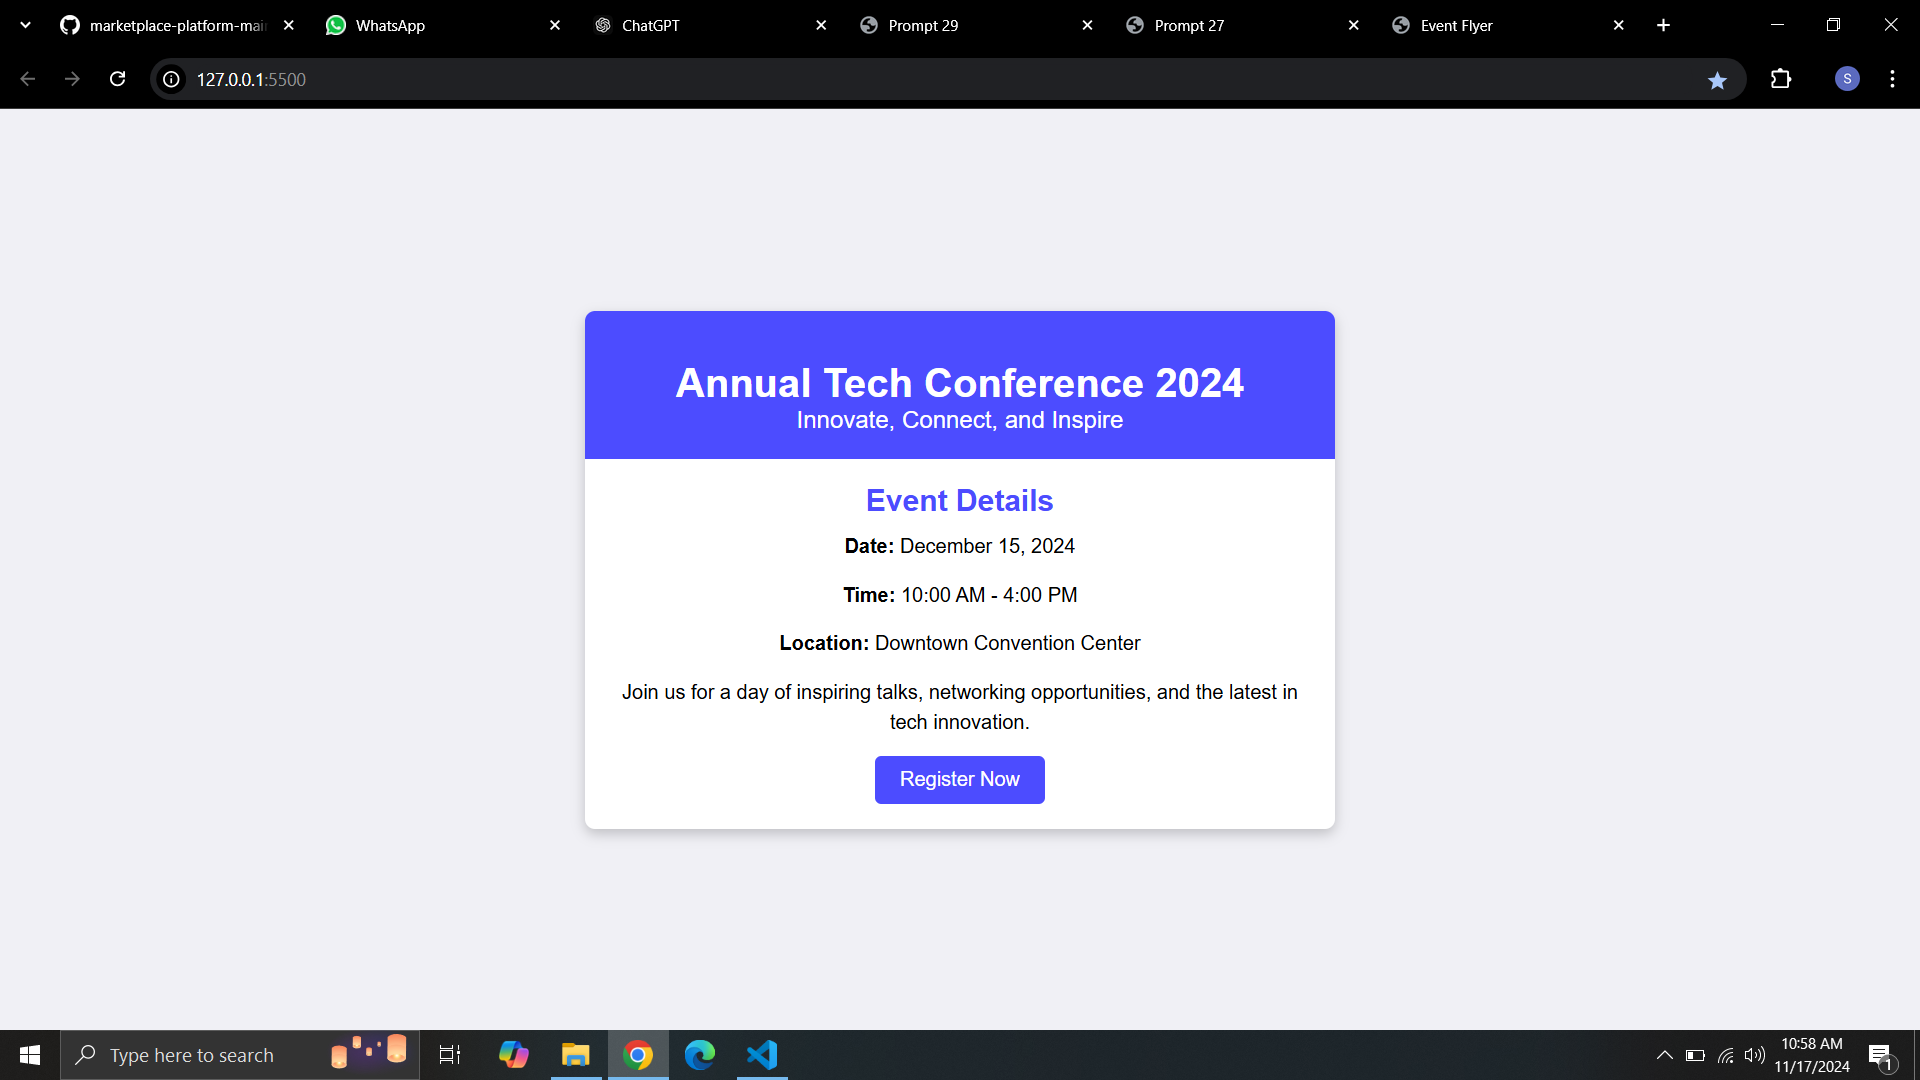 marketplace-platform-mai
WhatsApp
ChatGPT
Prompt 29
Prompt 27
Event Flyer
127.0.0.1:5500
S
Annual Tech Conference 2024
Innovate, Connect, and Inspire
Event Details
Date: December 15, 2024
Time: 10:00 AM - 4:00 PM
Location: Downtown Convention Center
Join us for a day of inspiring talks, networking opportunities, and the latest in
tech innovation.
Register Now
Type here to search
10:58 AM
11/17/2024
1